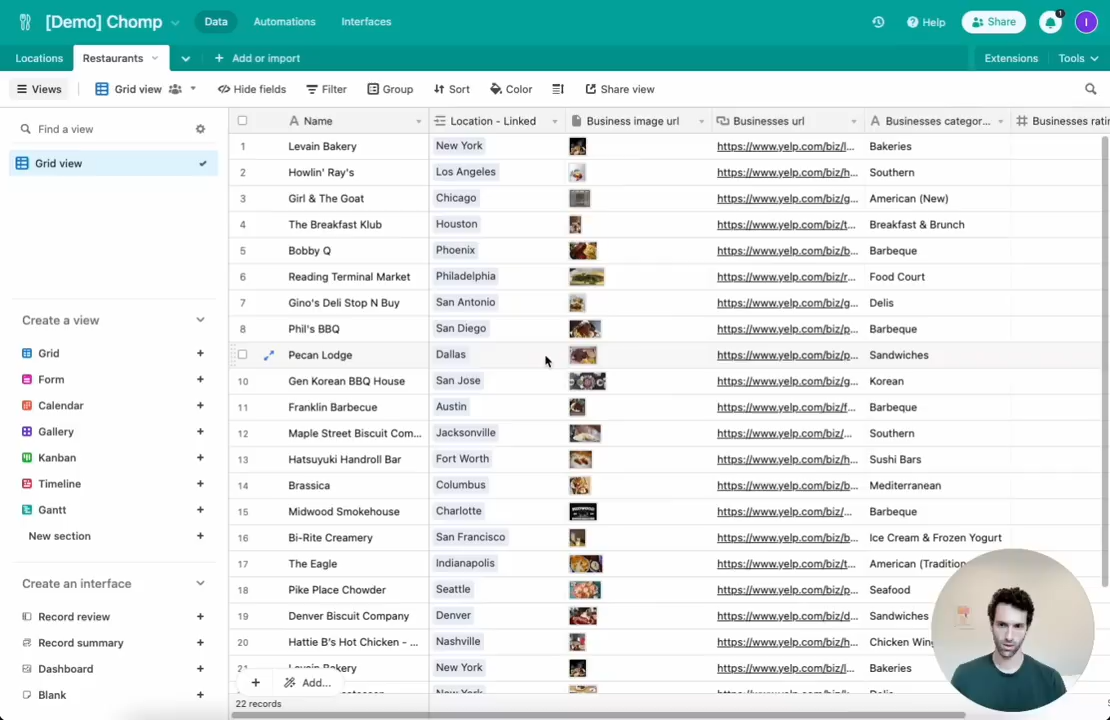 [Demo] Chomp Data Automations Interfaces Help Share 1 I
Locations Restaurants Add or import Extensions Tools
Views Grid view Hide fields Filter Group Sort Color Share view
Find a view
Grid view
Create a view
Grid
Form
Calendar
Gallery
Kanban
Timeline
Gantt
New section
Create an interface
Record review
Record summary
Dashboard
Blank
Name Location - Linked Business image url Businesses url Businesses categor... Businesses ratin
1 Levain Bakery New York https://www.yelp.com/biz/l... Bakeries
2 Howlin' Ray's Los Angeles https://www.yelp.com/biz/h... Southern
3 Girl & The Goat Chicago https://www.yelp.com/biz/g... American (New)
4 The Breakfast Klub Houston https://www.yelp.com/biz/t... Breakfast & Brunch
5 Bobby Q Phoenix https://www.yelp.com/biz/b... Barbeque
6 Reading Terminal Market Philadelphia https://www.yelp.com/biz/r... Food Court
7 Gino's Deli Stop N Buy San Antonio https://www.yelp.com/biz/g... Delis
8 Phil's BBQ San Diego https://www.yelp.com/biz/p... Barbeque
Pecan Lodge Dallas https://www.yelp.com/biz/p... Sandwiches
10 Gen Korean BBQ House San Jose https://www.yelp.com/biz/g... Korean
11 Franklin Barbecue Austin https://www.yelp.com/biz/f... Barbeque
12 Maple Street Biscuit Com... Jacksonville https://www.yelp.com/biz/... Southern
13 Hatsuyuki Handroll Bar Fort Worth https://www.yelp.com/biz/h... Sushi Bars
14 Brassica Columbus https://www.yelp.com/biz/b... Mediterranean
15 Midwood Smokehouse Charlotte https://www.yelp.com/biz/... Barbeque
16 Bi-Rite Creamery San Francisco https://www.yelp.com/biz/b... Ice Cream & Frozen Yogurt
17 The Eagle Indianapolis https://www.yelp.com/biz/t... American (Tradition
18 Pike Place Chowder Seattle https://www.yelp.com/biz/p... Seafood
19 Denver Biscuit Company Denver https://www.yelp.com/biz/d... Sandwiches
20 Hattie B's Hot Chicken - ... Nashville https://www.yelp.com/biz/h... Chicken Wing
21 Levain Bakery New York https://www.yelp.com/biz/l... Bakeries
New York Delis
Add...
22 records